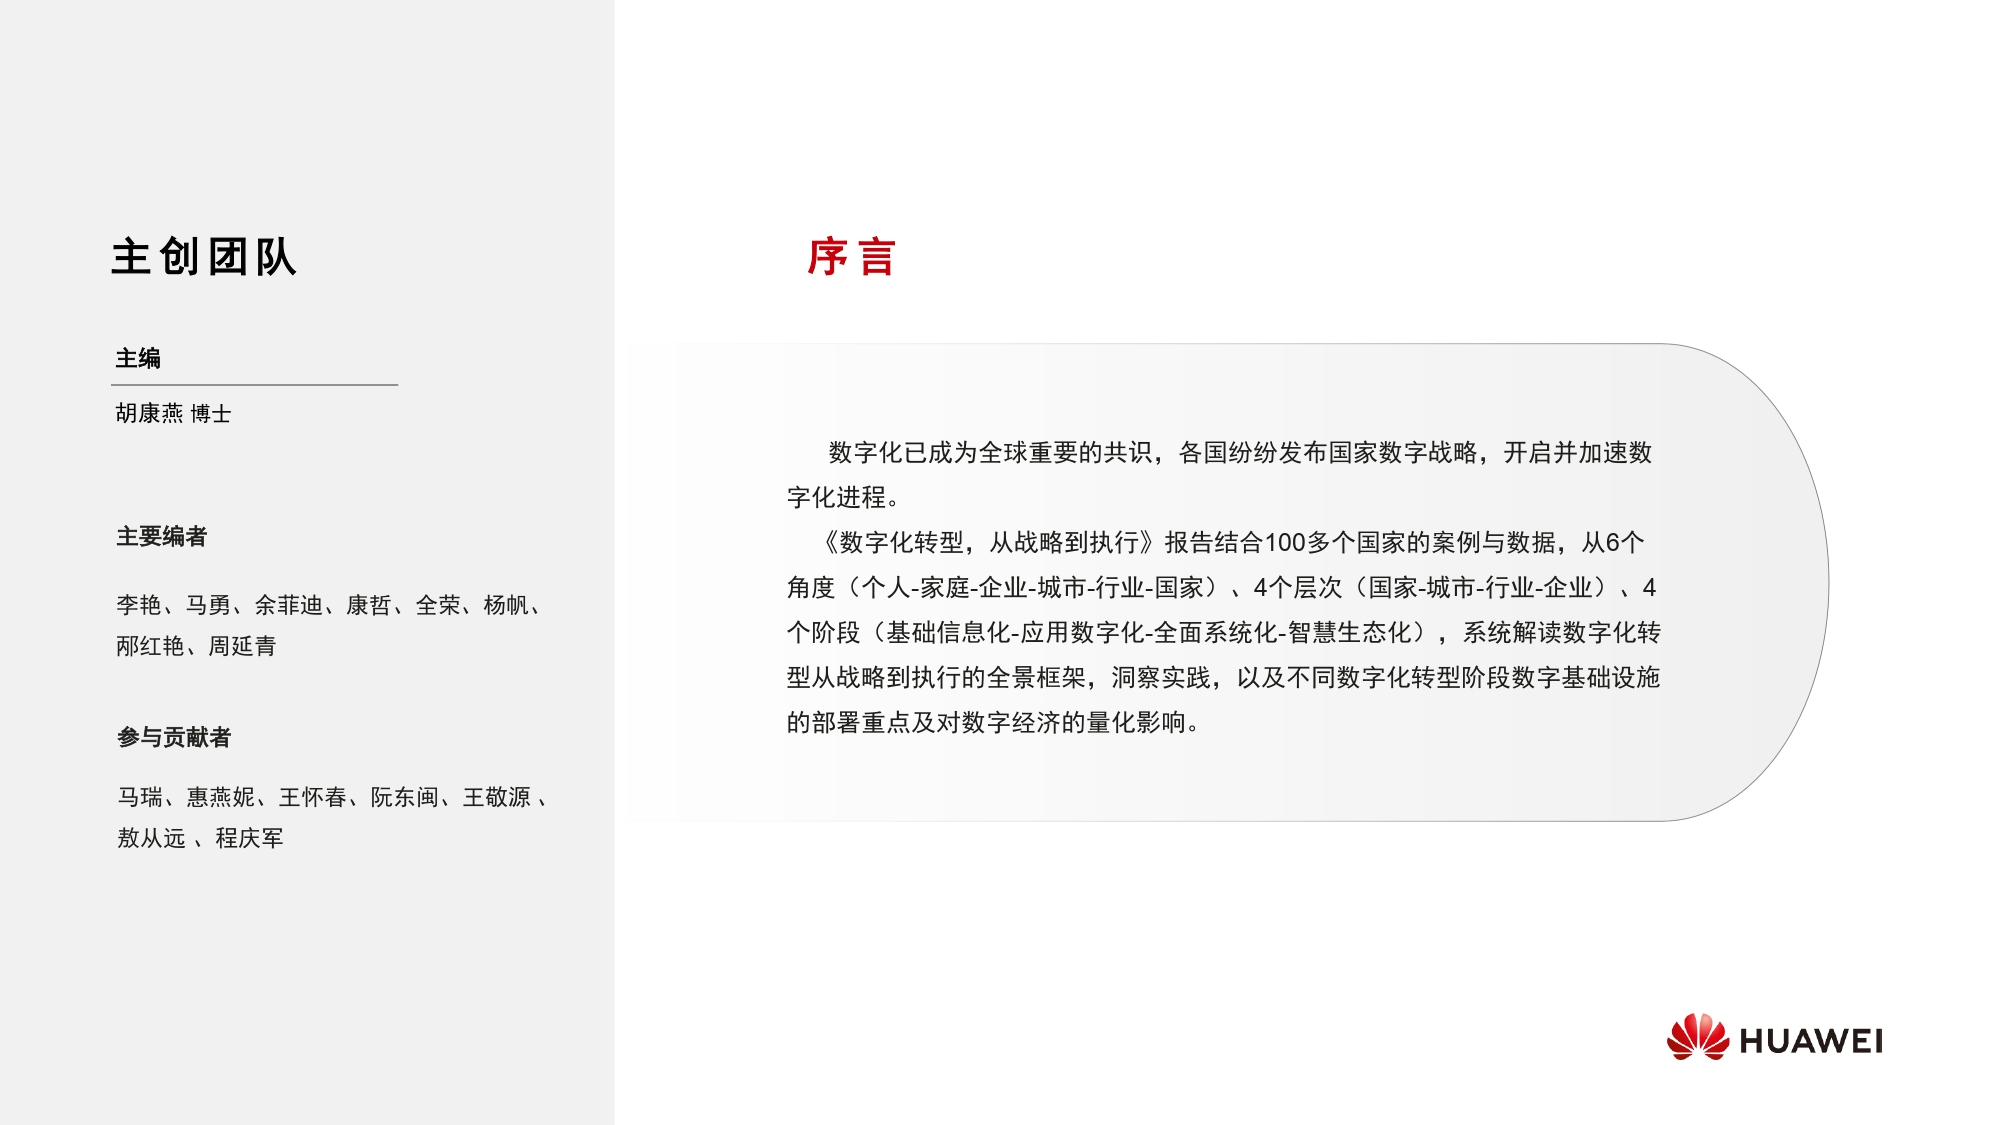 主创团队
主编
胡康燕 博士
主要编者
李艳、马勇、余菲迪、康哲、全荣、杨帆、
邴红艳、周延青
参与贡献者
马瑞、惠燕妮、王怀春、阮东闽、王敬源 、
敖从远 、程庆军
序言
数字化已成为全球重要的共识，各国纷纷发布国家数字战略，开启并加速数
字化进程。
《数字化转型，从战略到执行》报告结合100多个国家的案例与数据，从6个
角度（个人-家庭-企业-城市-行业-国家）、4个层次（国家-城市-行业-企业）、4
个阶段（基础信息化-应用数字化-全面系统化-智慧生态化），系统解读数字化转
型从战略到执行的全景框架，洞察实践，以及不同数字化转型阶段数字基础设施
的部署重点及对数字经济的量化影响。
HUAWEI